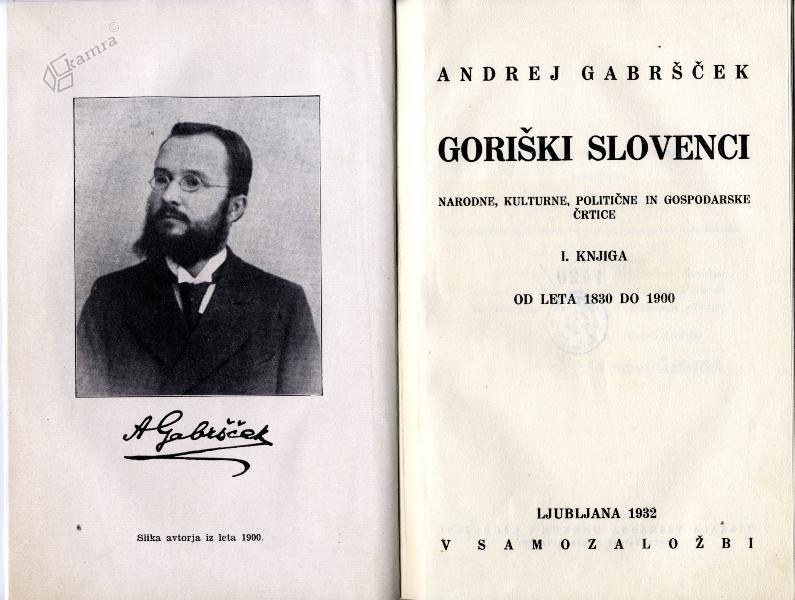 kamra©
A Gabršček
Slika avtorja iz leta 1900.
ANDREJ GABRŠČEK
GORIŠKI SLOVENCI
NARODNE, KULTURNE, POLITIČNE IN GOSPODARSKE
ČRTICE
I. KNJIGA
OD LETA 1830 DO 1900
LJUBLJANA 1932
V SAMOZALOŽBI